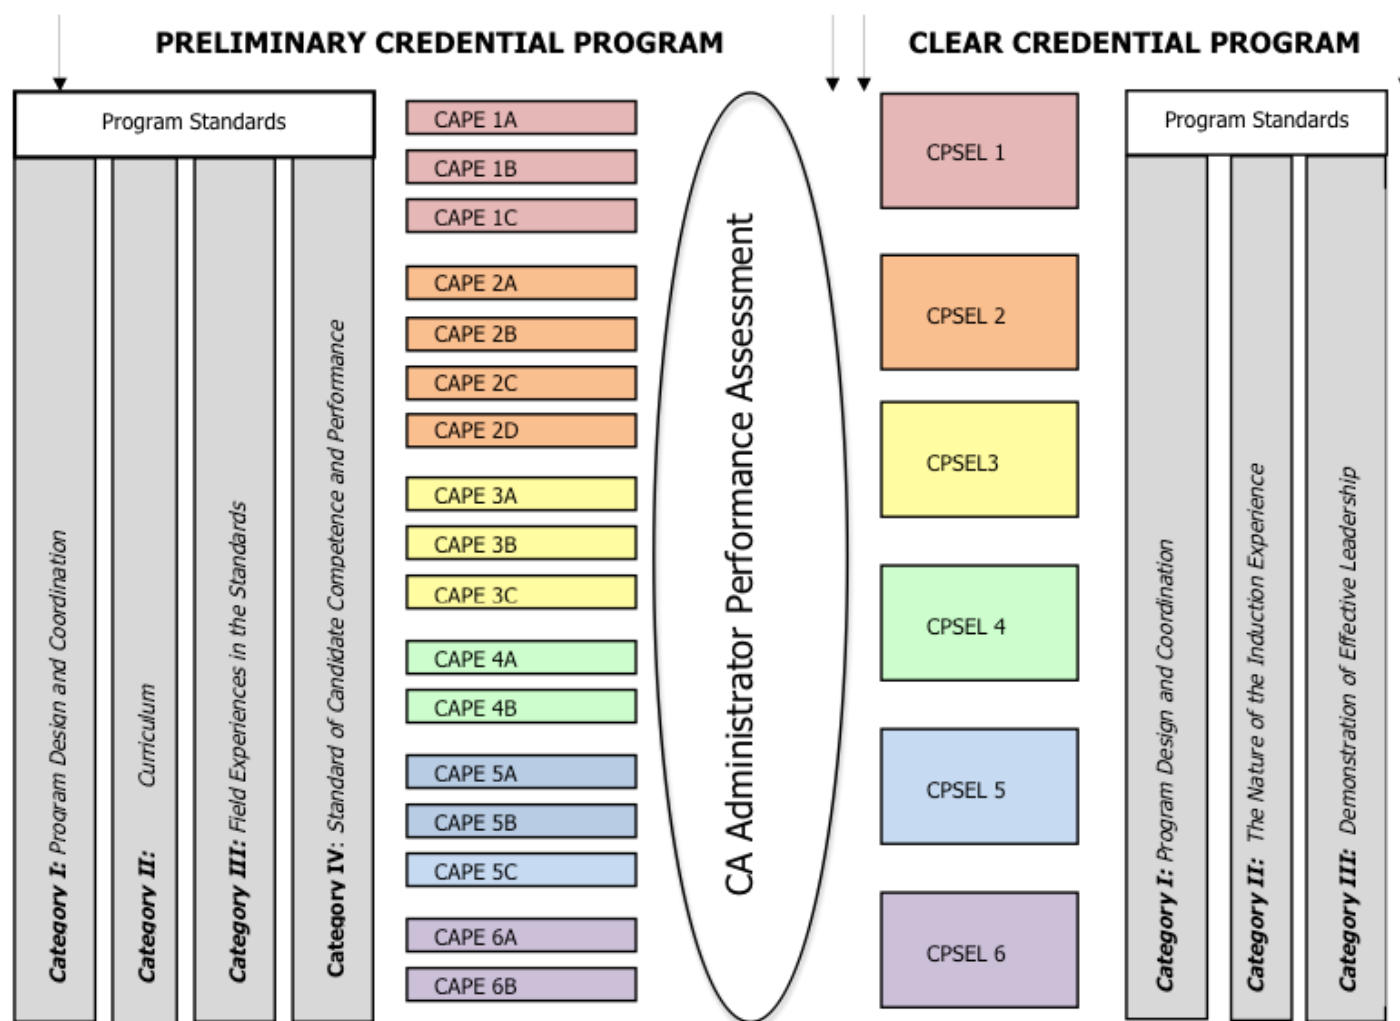 PRELIMINARY CREDENTIAL PROGRAM
CLEAR CREDENTIAL PROGRAM
Program Standards
Category I: Program Design and Coordination
Category II: Curriculum
Category III: Field Experiences in the Standards
Category IV: Standard of Candidate Competence and Performance
CAPE 1A
CAPE 1B
CAPE 1C
CAPE 2A
CAPE 2B
CAPE 2C
CAPE 2D
CAPE 3A
CAPE 3B
CAPE 3C
CAPE 4A
CAPE 4B
CAPE 5A
CAPE 5B
CAPE 5C
CAPE 6A
CAPE 6B
CA Administrator Performance Assessment
CPSEL 1
CPSEL 2
CPSEL3
CPSEL 4
CPSEL 5
CPSEL 6
Program Standards
Category I: Program Design and Coordination
Category II: The Nature of the Induction Experience
Category III: Demonstration of Effective Leadership